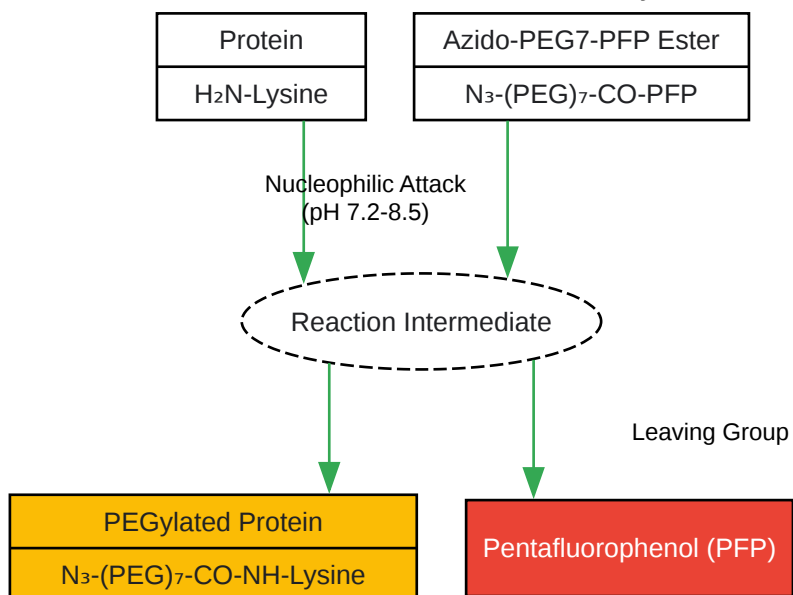 Protein
H₂N-Lysine
Azido-PEG7-PFP Ester
N₃-(PEG)₇-CO-PFP
Nucleophilic Attack
(pH 7.2-8.5)
Reaction Intermediate
Leaving Group
PEGylated Protein
N₃-(PEG)₇-CO-NH-Lysine
Pentafluorophenol (PFP)